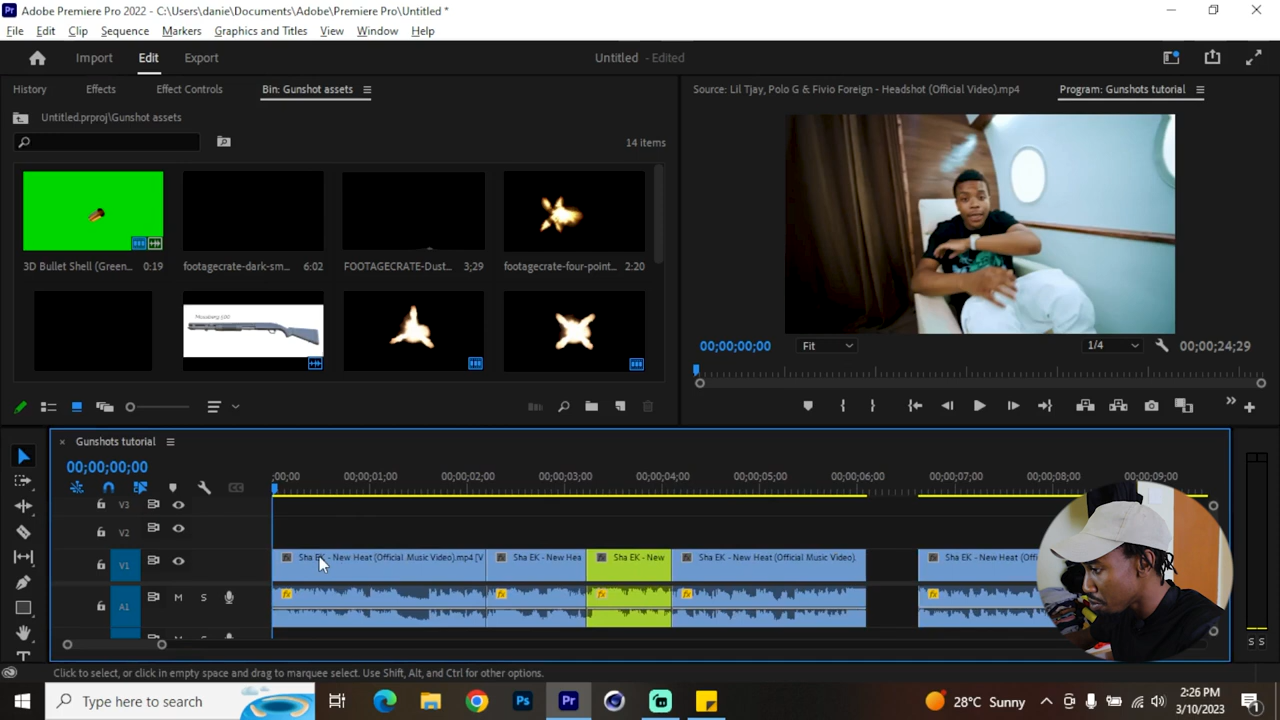 Adobe Premiere Pro 2022 - C:\Users\danie\Documents\Adobe\Premiere Pro\Untitled *
File Edit Clip Sequence Markers Graphics and Titles View Window Help
Import Edit Export Untitled - Edited
History Effects Effect Controls Bin: Gunshot assets
Source: Lil Tjay, Polo G & Fivio Foreign - Headshot (Official Video).mp4 Program: Gunshots tutorial
Untitled.prproj\Gunshot assets
14 items
3D Bullet Shell (Green... 0:19 footagecrate-dark-sm... 6:02 FOOTAGECRATE-Dust... 3;29 footagecrate-four-point... 2:20
Mossberg 500
00;00;00;00 Fit 1/4 00;00;24;29
Gunshots tutorial
00;00;00;00
;00;00 00;00;01;00 00;00;02;00 00;00;03;00 00;00;04;00 00;00;05;00 00;00;06;00 00;00;07;00 00;00;08;00 00;00;09;00
V3
V2
V1 Sha EK - New Heat (Official Music Video).mp4 [V Sha EK - New Hea Sha EK - New Sha EK - New Heat (Official Music Video). Sha EK - New Heat (Offi
A1 M S
fx fx fx fx fx
S S
Click to select, or click in empty space and drag to marquee select. Use Shift, Alt, and Ctrl for other options.
Type here to search
28°C Sunny
2:26 PM
3/10/2023